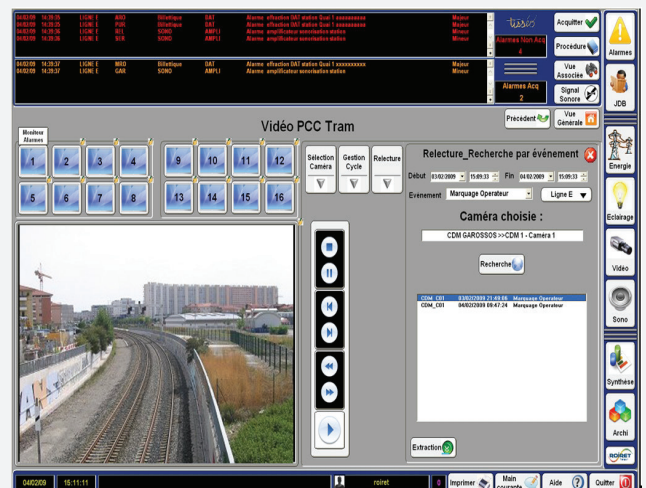 04/02/09 14:39:35 LIGNE E ARO Billettique DAT Alarme effraction DAT station Quai 1 xxxxxxxxxx Majeur
04/02/09 14:39:35 LIGNE E PUR Billettique DAT Alarme effraction DAT station Quai 1 xxxxxxxxxx Majeur
04/02/09 14:39:36 LIGNE E SONO AMPLI Alarme amplificateur sonorisation station Mineur
04/02/09 14:39:38 LIGNE E SONO AMPLI Alarme amplificateur sonorisation station Mineur
tisséo
Alarmes Non Acq
4
Acquitter
Procédure
Alarmes
04/02/09 14:39:37 LIGNE E MRO Billettique DAT Alarme effraction DAT station Quai 1 xxxxxxxxxx Majeur
04/02/09 14:39:37 LIGNE E GAR SONO AMPLI Alarme amplificateur sonorisation station Mineur
Alarmes Acq
2
Vue
Associée
Signal
Sonore
JDB
Précédent
Vue
Générale
Vidéo PCC Tram
Moniteur
Alarmes
1 2 3 4 9 10 11 12
5 6 7 8 13 14 15 16
Sélection
Caméra
Gestion
Cycle
Relecture
Relecture_Recherche par événement
Début 03/02/2009 15:09:33 Fin 04/02/2009 15:09:33
Evénement Marquage Operateur Ligne E
Caméra choisie :
CDM GAROSSOS >>CDM 1 - Caméra 1
Recherche
CDM_C01 03/02/2009 21:49:06 Marquage Operateur
CDM_C01 04/02/2009 09:47:24 Marquage Operateur
Extraction
Energie
Eclairage
Vidéo
Sono
Synthèse
Archi
ROIRET
04/02/09 15:11:11 roiret 0 Imprimer Main
courante
Aide Quitter